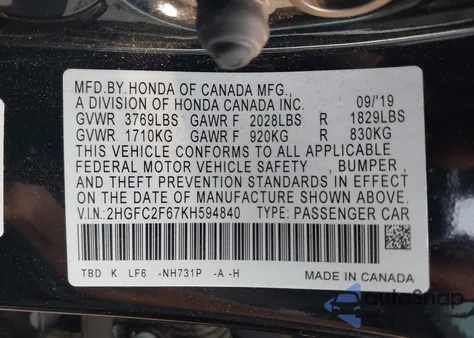 MFD.BY.HONDA OF CANADA MFG.,
A DIVISION OF HONDA CANADA INC. 09/'19
GVWR 3769LBS GAWR F 2028LBS R 1829LBS
GVWR 1710KG GAWR F 920KG R 830KG
THIS VEHICLE CONFORMS TO ALL APPLICABLE
FEDERAL MOTOR VEHICLE SAFETY , BUMPER ,
AND THEFT PREVENTION STANDARDS IN EFFECT
ON THE DATE OF MANUFACTURE SHOWN ABOVE.
V.I.N.:2HGFC2F67KH594840 TYPE: PASSENGER CAR
TBD K LF6 -NH731P -A -H
MADE IN CANADA
autoSnap